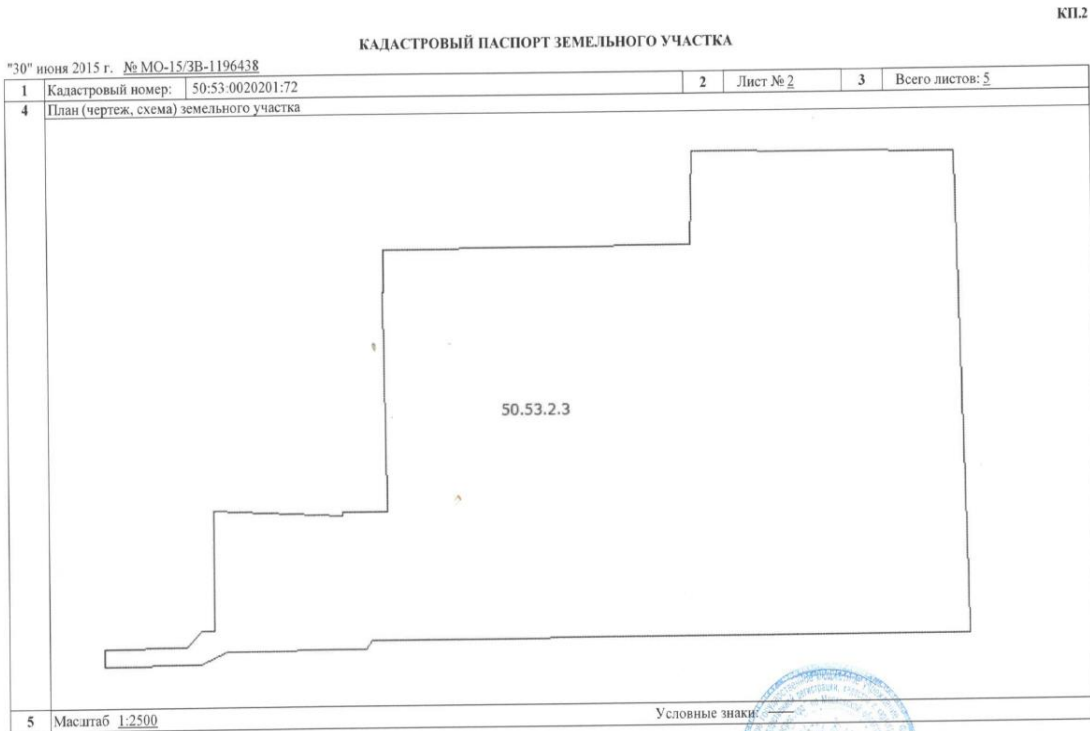 КП.2
КАДАСТРОВЫЙ ПАСПОРТ ЗЕМЕЛЬНОГО УЧАСТКА
"30" июня 2015 г. № МО-15/ЗВ-1196438
1 Кадастровый номер: 50:53:0020201:72 2 Лист № 2 3 Всего листов: 5
4 План (чертеж, схема) земельного участка
50.53.2.3
5 Масштаб 1:2500 Условные знаки: